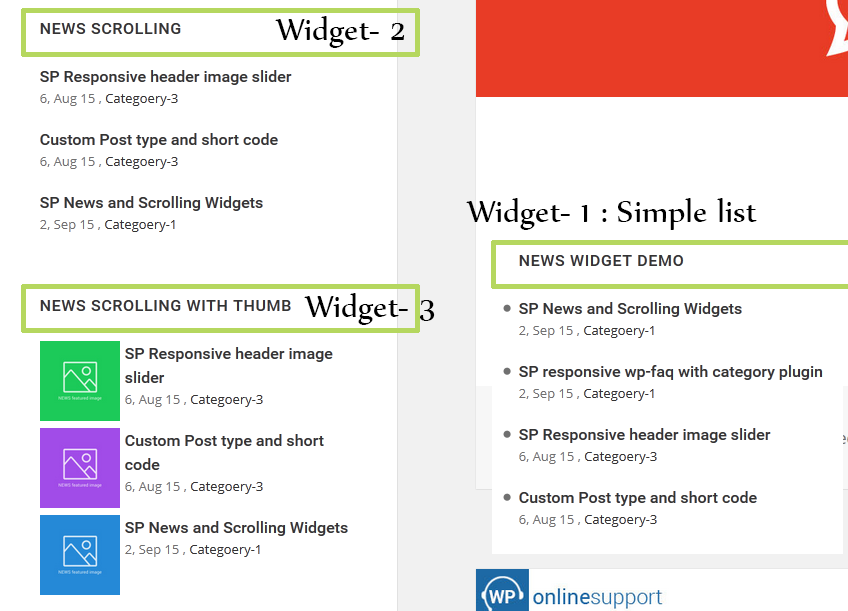 NEWS SCROLLING
Widget- 2
SP Responsive header image slider
6, Aug 15 , Categoery-3
Custom Post type and short code
6, Aug 15 , Categoery-3
SP News and Scrolling Widgets
2, Sep 15 , Categoery-1
NEWS SCROLLING WITH THUMB
Widget- 3
NEWS featured image
SP Responsive header image
slider
6, Aug 15 , Categoery-3
NEWS featured image
Custom Post type and short
code
6, Aug 15 , Categoery-3
NEWS featured image
SP News and Scrolling Widgets
2, Sep 15 , Categoery-1
Widget- 1 : Simple list
NEWS WIDGET DEMO
SP News and Scrolling Widgets
2, Sep 15 , Categoery-1
SP responsive wp-faq with category plugin
2, Sep 15 , Categoery-1
SP Responsive header image slider
6, Aug 15 , Categoery-3
Custom Post type and short code
6, Aug 15 , Categoery-3
WP onlinesupport